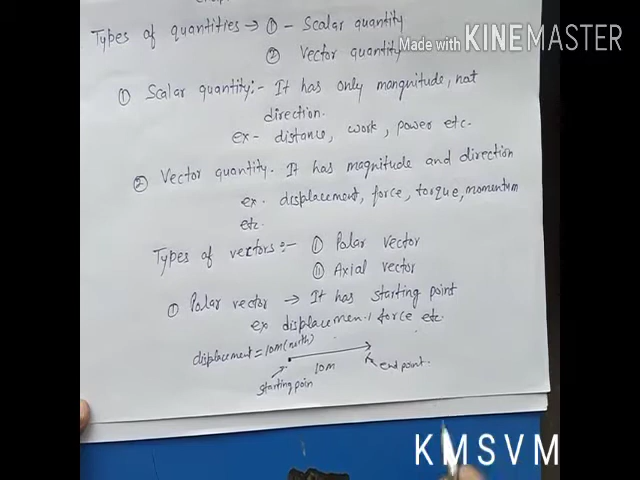 Types of quantities → ① - Scalar quantity
② Vector quantity
Made with KINEMASTER
① Scalar quantity:- It has only manqnitude, not
direction.
ex- distance, work, power etc.
② Vector quantity. It has magnitude and direction
ex. displacement, force, torque, momentum
etc.
Types of vectors:- ① Polar vector
⑪ Axial vector
① Polar vector → It has starting point
ex displacement force etc.
displacement = 10m (north)
10m
end point.
starting poin
KMSVM